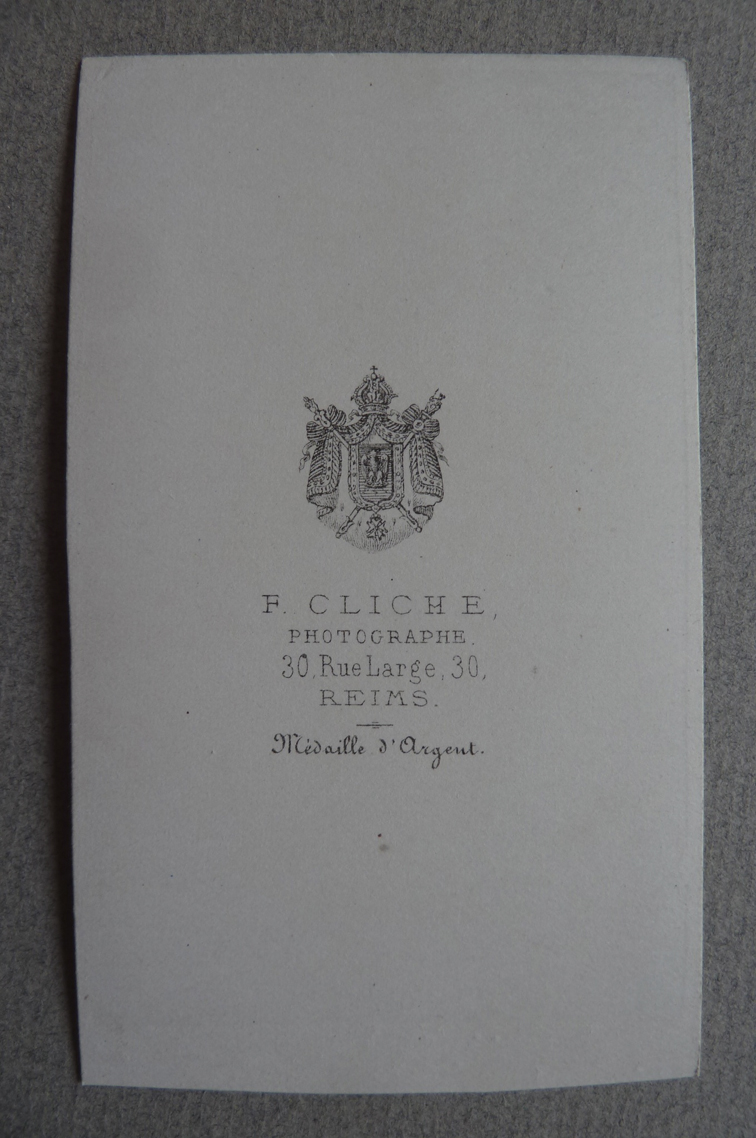 F. CLICHE,
PHOTOGRAPHE.
30, Rue Large, 30,
REIMS.
Médaille d'Argent.